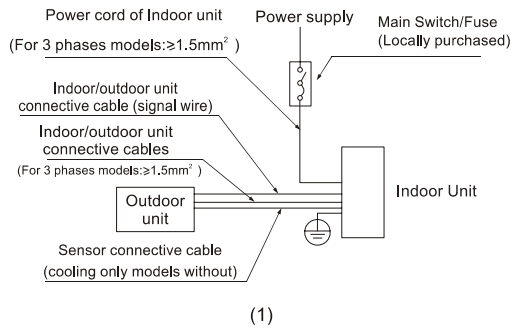 Power cord of Indoor unit
(For 3 phases models:≥1.5mm²)
Power supply
Main Switch/Fuse
(Locally purchased)
Indoor/outdoor unit
connective cable (signal wire)
Indoor/outdoor unit
connective cables
(For 3 phases models:≥1.5mm²)
Outdoor
unit
Indoor Unit
Sensor connective cable
(cooling only models without)
(1)